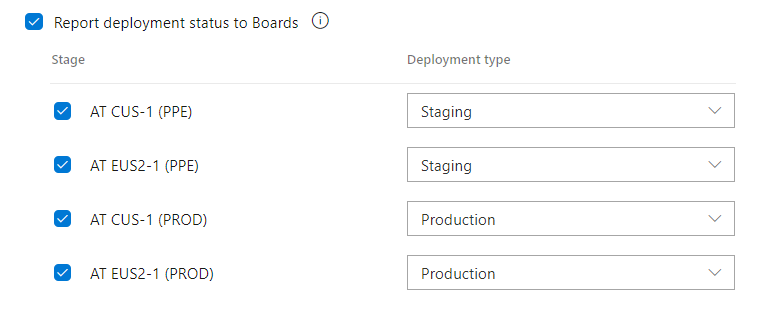 Report deployment status to Boards
Stage Deployment type
AT CUS-1 (PPE) Staging
AT EUS2-1 (PPE) Staging
AT CUS-1 (PROD) Production
AT EUS2-1 (PROD) Production